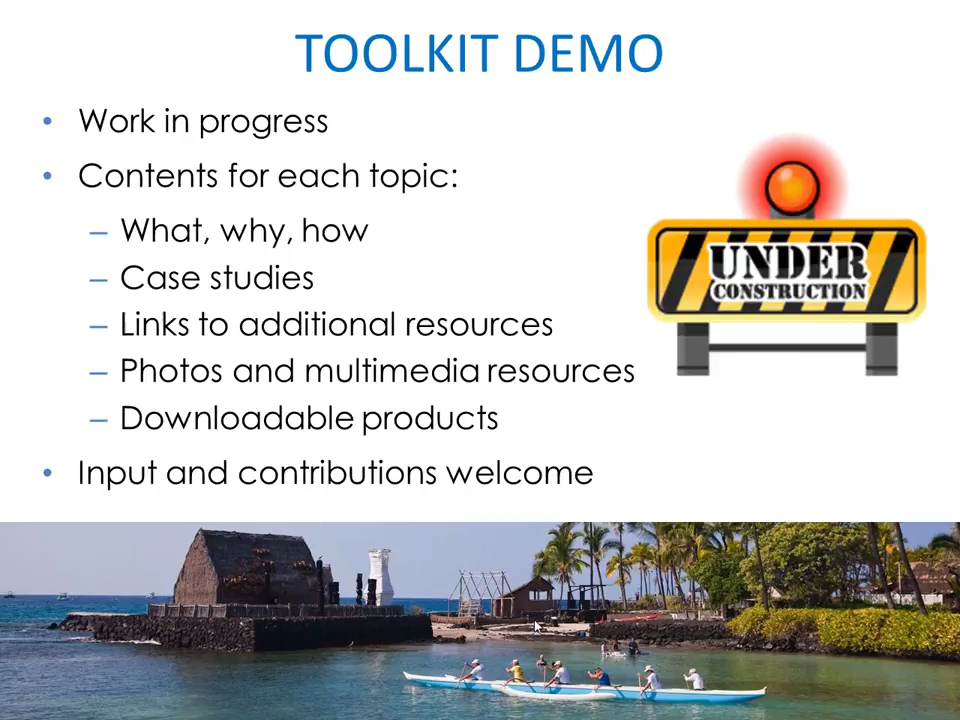 TOOLKIT DEMO
• Work in progress
• Contents for each topic:
– What, why, how
– Case studies
– Links to additional resources
– Photos and multimedia resources
– Downloadable products
• Input and contributions welcome
UNDER
CONSTRUCTION